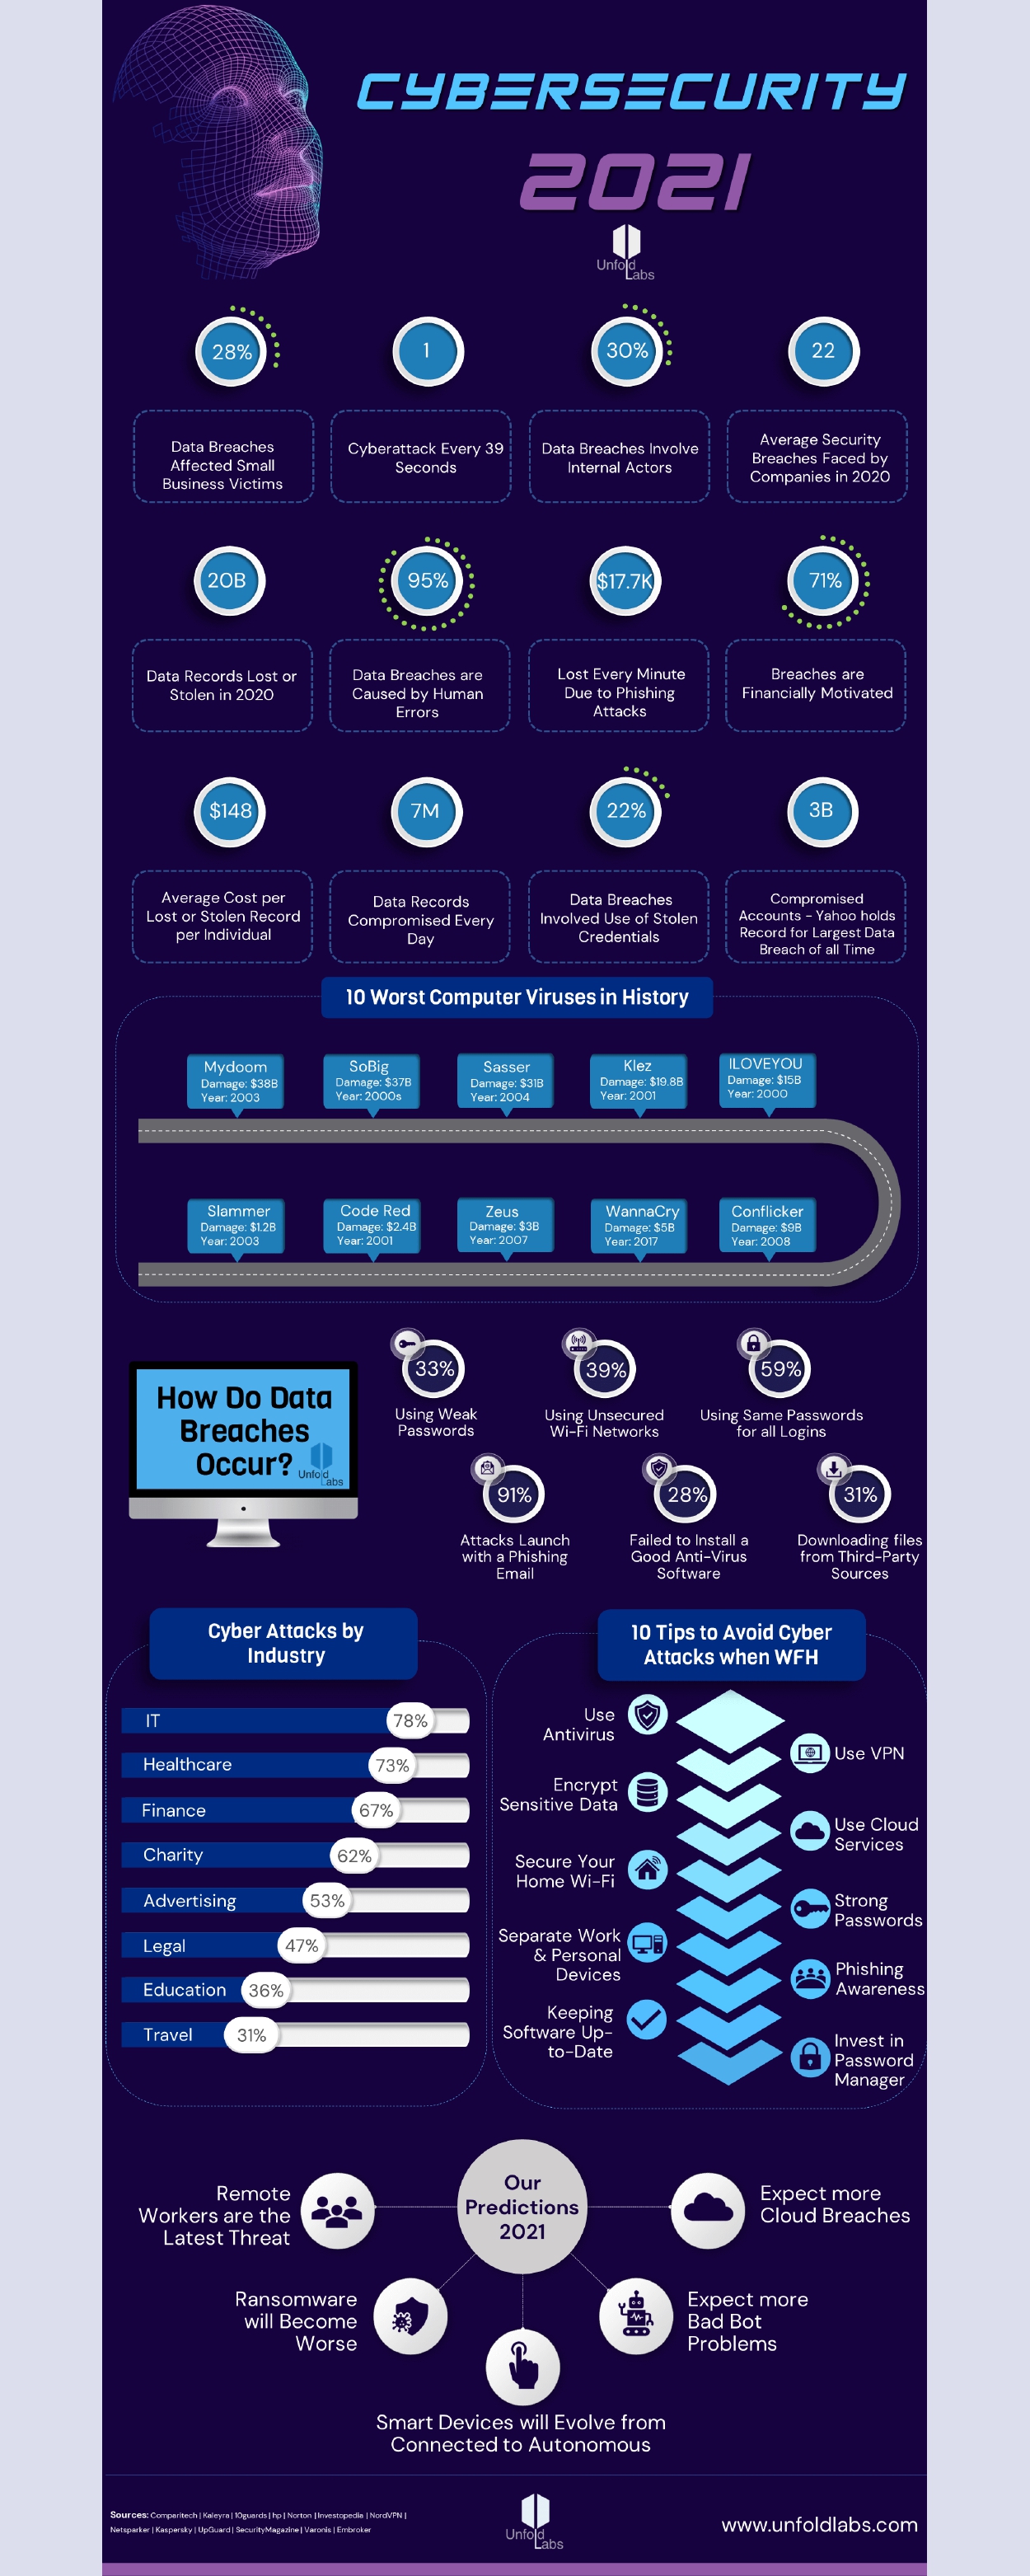 CYBERSECURITY
2021
Unfold
Labs
28%
Data Breaches
Affected Small
Business Victims
1
Cyberattack Every 39
Seconds
30%
Data Breaches Involve
Internal Actors
22
Average Security
Breaches Faced by
Companies in 2020
20B
Data Records Lost or
Stolen in 2020
95%
Data Breaches are
Caused by Human
Errors
$17.7K
Lost Every Minute
Due to Phishing
Attacks
71%
Breaches are
Financially Motivated
$148
Average Cost per
Lost or Stolen Record
per Individual
7M
Data Records
Compromised Every
Day
22%
Data Breaches
Involved Use of Stolen
Credentials
3B
Compromised
Accounts - Yahoo holds
Record for Largest Data
Breach of all Time
10 Worst Computer Viruses in History
Mydoom
Damage: $38B
Year: 2003
SoBig
Damage: $37B
Year: 2000s
Sasser
Damage: $31B
Year: 2004
Klez
Damage: $19.8B
Year: 2001
ILOVEYOU
Damage: $15B
Year: 2000
Slammer
Damage: $1.2B
Year: 2003
Code Red
Damage: $2.4B
Year: 2001
Zeus
Damage: $3B
Year: 2007
WannaCry
Damage: $5B
Year: 2017
Conflicker
Damage: $9B
Year: 2008
How Do Data
Breaches
Occur?
Unfold
Labs
33%
Using Weak
Passwords
39%
Using Unsecured
Wi-Fi Networks
59%
Using Same Passwords
for all Logins
91%
Attacks Launch
with a Phishing
Email
28%
Failed to Install a
Good Anti-Virus
Software
31%
Downloading files
from Third-Party
Sources
Cyber Attacks by
Industry
IT 78%
Healthcare 73%
Finance 67%
Charity 62%
Advertising 53%
Legal 47%
Education 36%
Travel 31%
10 Tips to Avoid Cyber
Attacks when WFH
Use
Antivirus
Use VPN
Encrypt
Sensitive Data
Use Cloud
Services
Secure Your
Home Wi-Fi
Strong
Passwords
Separate Work
& Personal
Devices
Phishing
Awareness
Keeping
Software Up-
to-Date
Invest in
Password
Manager
Our
Predictions
2021
Remote
Workers are the
Latest Threat
Expect more
Cloud Breaches
Ransomware
will Become
Worse
Expect more
Bad Bot
Problems
Smart Devices will Evolve from
Connected to Autonomous
Sources: Comparitech | Kaleyra | 10guards | hp | Norton | Investopedia | NordVPN |
Netsparker | Kaspersky | UpGuard | SecurityMagazine | Varonis | Embroker
Unfold
Labs
www.unfoldlabs.com